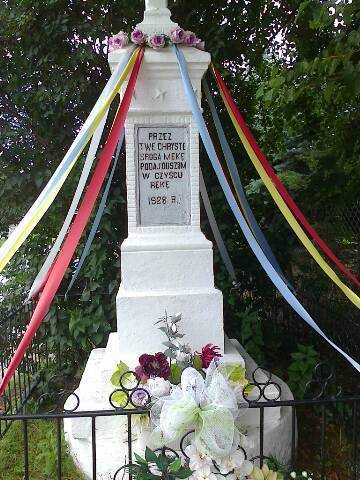 PRZEZ
TWE CHRYSTE
SROGĄ MĘKĘ
PODAJ DUSZOM
W CZYŚCU
RĘKĘ
1928 R.